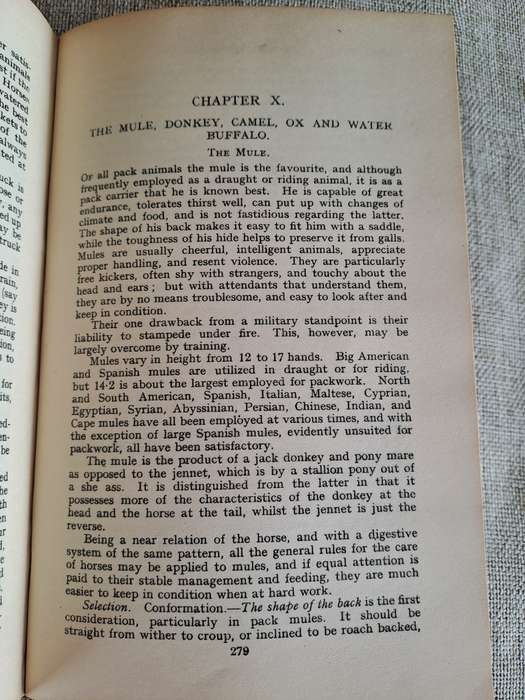 CHAPTER X.
THE MULE, DONKEY, CAMEL, OX AND WATER
BUFFALO.
THE MULE.
OF all pack animals the mule is the favourite, and although
frequently employed as a draught or riding animal, it is as a
pack carrier that he is known best. He is capable of great
endurance, tolerates thirst well, can put up with changes of
climate and food, and is not fastidious regarding the latter.
The shape of his back makes it easy to fit him with a saddle,
while the toughness of his hide helps to preserve it from galls.
Mules are usually cheerful, intelligent animals, appreciate
proper handling, and resent violence. They are particularly
free kickers, often shy with strangers, and touchy about the
head and ears; but with attendants that understand them,
they are by no means troublesome, and easy to look after and
keep in condition.
Their one drawback from a military standpoint is their
liability to stampede under fire. This, however, may be
largely overcome by training.
Mules vary in height from 12 to 17 hands. Big American
and Spanish mules are utilized in draught or for riding,
but 14·2 is about the largest employed for packwork. North
and South American, Spanish, Italian, Maltese, Cyprian,
Egyptian, Syrian, Abyssinian, Persian, Chinese, Indian, and
Cape mules have all been employed at various times, and with
the exception of large Spanish mules, evidently unsuited for
packwork, all have been satisfactory.
The mule is the product of a jack donkey and pony mare
as opposed to the jennet, which is by a stallion pony out of
a she ass. It is distinguished from the latter in that it
possesses more of the characteristics of the donkey at the
head and the horse at the tail, whilst the jennet is just the
reverse.
Being a near relation of the horse, and with a digestive
system of the same pattern, all the general rules for the care
of horses may be applied to mules, and if equal attention is
paid to their stable management and feeding, they are much
easier to keep in condition when at hard work.
Selection. Conformation.—The shape of the back is the first
consideration, particularly in pack mules. It should be
straight from wither to croup, or inclined to be roach backed,
279